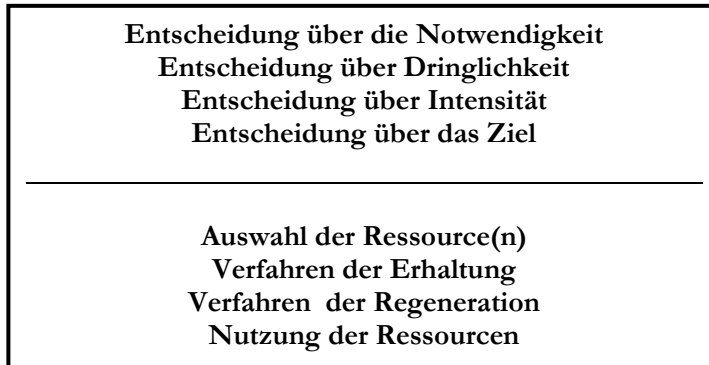 Entscheidung über die Notwendigkeit
Entscheidung über Dringlichkeit
Entscheidung über Intensität
Entscheidung über das Ziel
Auswahl der Ressource(n)
Verfahren der Erhaltung
Verfahren der Regeneration
Nutzung der Ressourcen